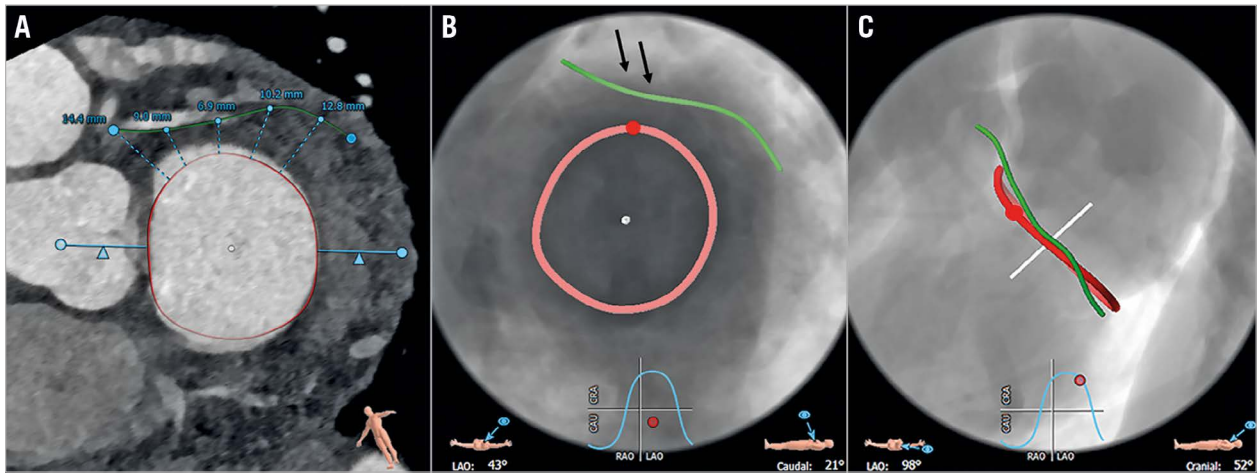 A
14.4 mm
9.8 mm
6.9 mm
10.2 mm
12.8 mm
B
CAU CRA
RAO LAO
LAO: 43°
Caudal: 21°
C
CAU CRA
RAO LAO
LAO: 98°
Cranial: 52°